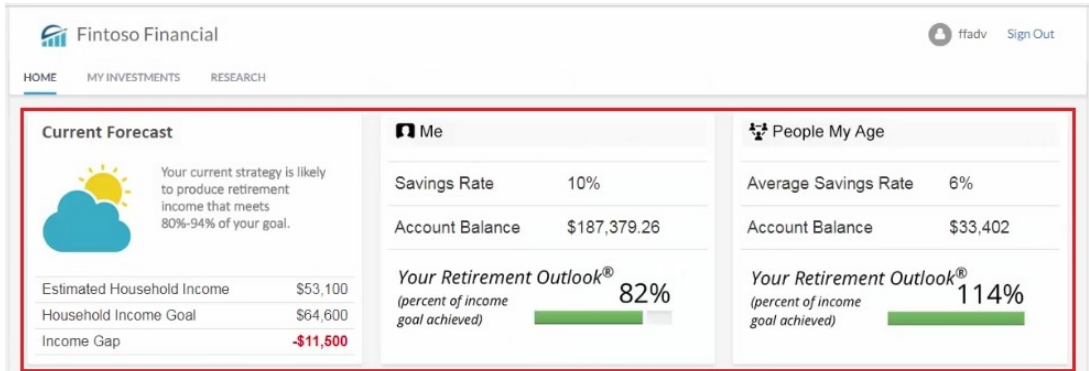 Fintoso Financial
ffadv Sign Out
HOME MY INVESTMENTS RESEARCH
Current Forecast
Your current strategy is likely
to produce retirement
income that meets
80%-94% of your goal.
Estimated Household Income $53,100
Household Income Goal $64,600
Income Gap -$11,500
Me
Savings Rate 10%
Account Balance $187,379.26
Your Retirement Outlook®
(percent of income
goal achieved)
82%
People My Age
Average Savings Rate 6%
Account Balance $33,402
Your Retirement Outlook®
(percent of income
goal achieved)
114%